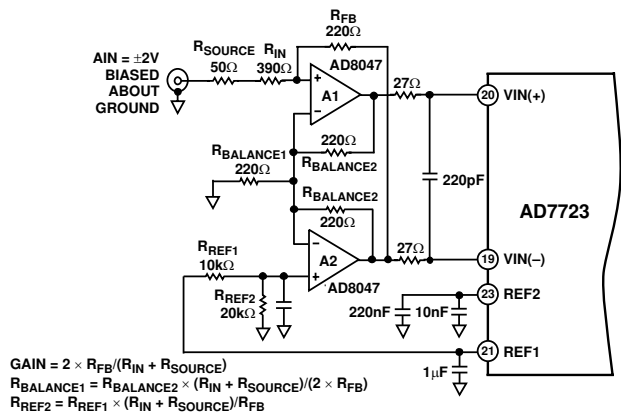 AIN = ±2V
BIASED
ABOUT
GROUND
RSOURCE
50Ω
RIN
390Ω
RFB
220Ω
AD8047
A1
27Ω
20
VIN(+)
220Ω
RBALANCE2
RBALANCE1
220Ω
RBALANCE2
220Ω
220pF
AD7723
A2
AD8047
27Ω
19
VIN(–)
RREF1
10kΩ
RREF2
20kΩ
220nF
10nF
23
REF2
21
REF1
1μF
GAIN = 2 × RFB/(RIN + RSOURCE)
RBALANCE1 = RBALANCE2 × (RIN + RSOURCE)/(2 × RFB)
RREF2 = RREF1 × (RIN + RSOURCE)/RFB